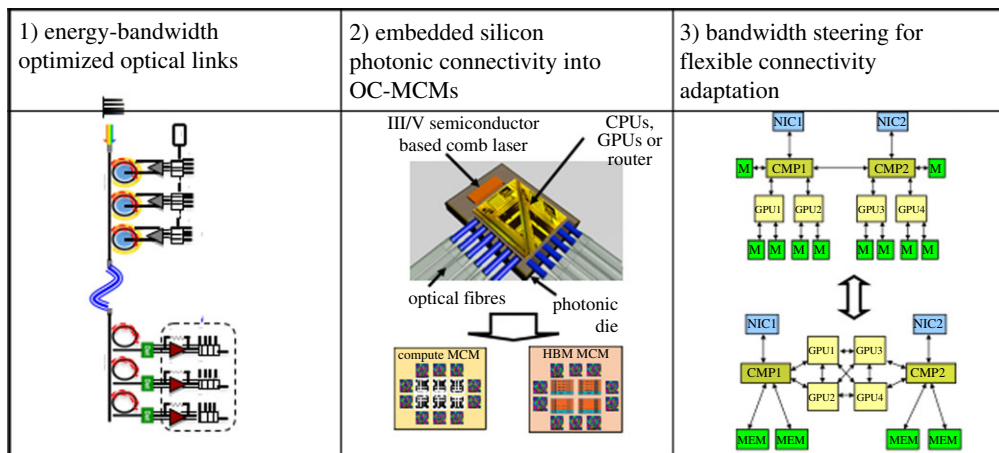 1) energy-bandwidth
optimized optical links
2) embedded silicon
photonic connectivity into
OC-MCMs
3) bandwidth steering for
flexible connectivity
adaptation
III/V semiconductor
based comb laser
CPUs,
GPUs or
router
optical fibres
photonic
die
compute MCM
HBM MCM
NIC1
NIC2
M
CMP1
CMP2
M
GPU1
GPU2
GPU3
GPU4
M
M
M
M
M
M
M
M
NIC1
NIC2
GPU1
GPU3
CMP1
CMP2
GPU2
GPU4
MEM
MEM
MEM
MEM